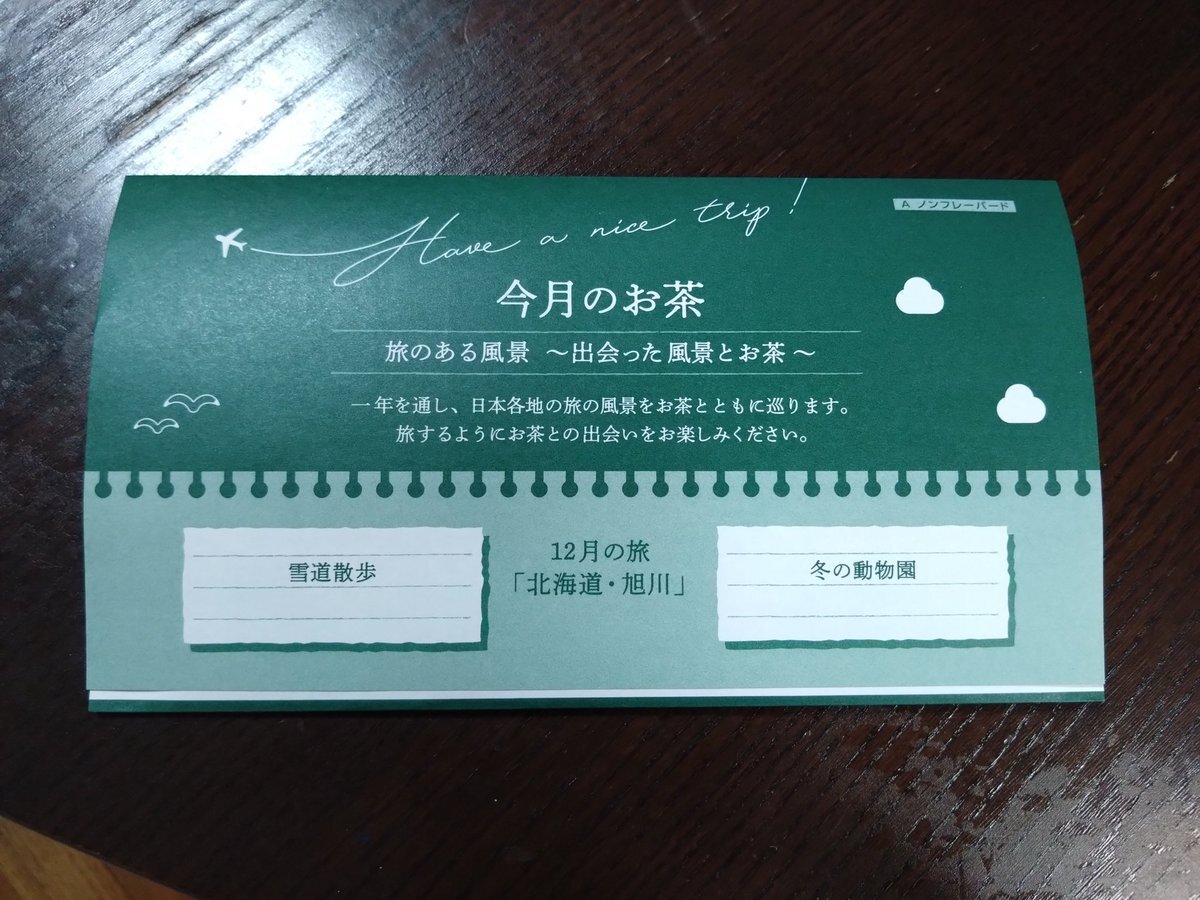 Have a nice trip!
A ノンフレーバード
今月のお茶
旅のある風景 ～出会った風景とお茶～
一年を通し、日本各地の旅の風景をお茶とともに巡ります。
旅するようにお茶との出会いをお楽しみください。
雪道散歩
12月の旅
「北海道・旭川」
冬の動物園